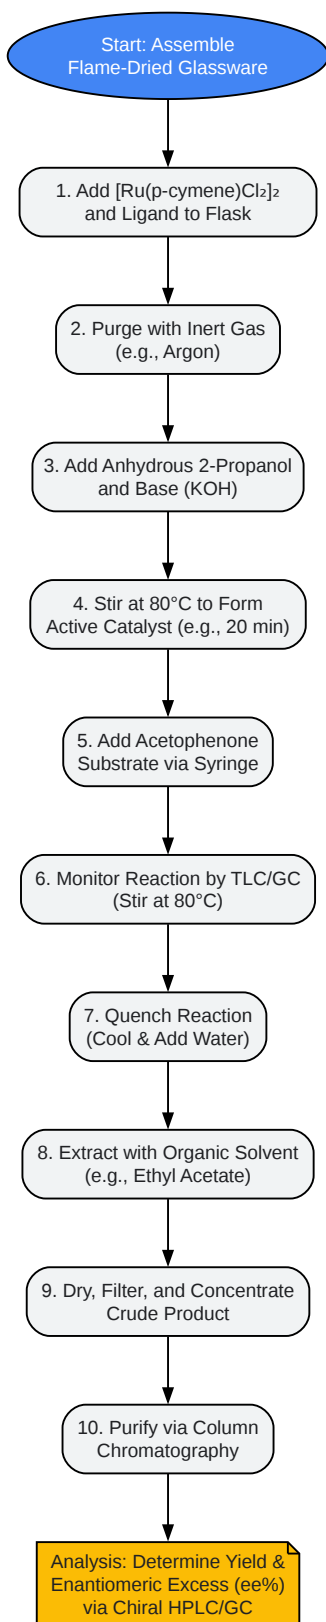 Start: Assemble
Flame-Dried Glassware
1. Add [Ru(p-cymene)Cl₂]₂
and Ligand to Flask
2. Purge with Inert Gas
(e.g., Argon)
3. Add Anhydrous 2-Propanol
and Base (KOH)
4. Stir at 80°C to Form
Active Catalyst (e.g., 20 min)
5. Add Acetophenone
Substrate via Syringe
6. Monitor Reaction by TLC/GC
(Stir at 80°C)
7. Quench Reaction
(Cool & Add Water)
8. Extract with Organic Solvent
(e.g., Ethyl Acetate)
9. Dry, Filter, and Concentrate
Crude Product
10. Purify via Column
Chromatography
Analysis: Determine Yield &
Enantiomeric Excess (ee%)
via Chiral HPLC/GC